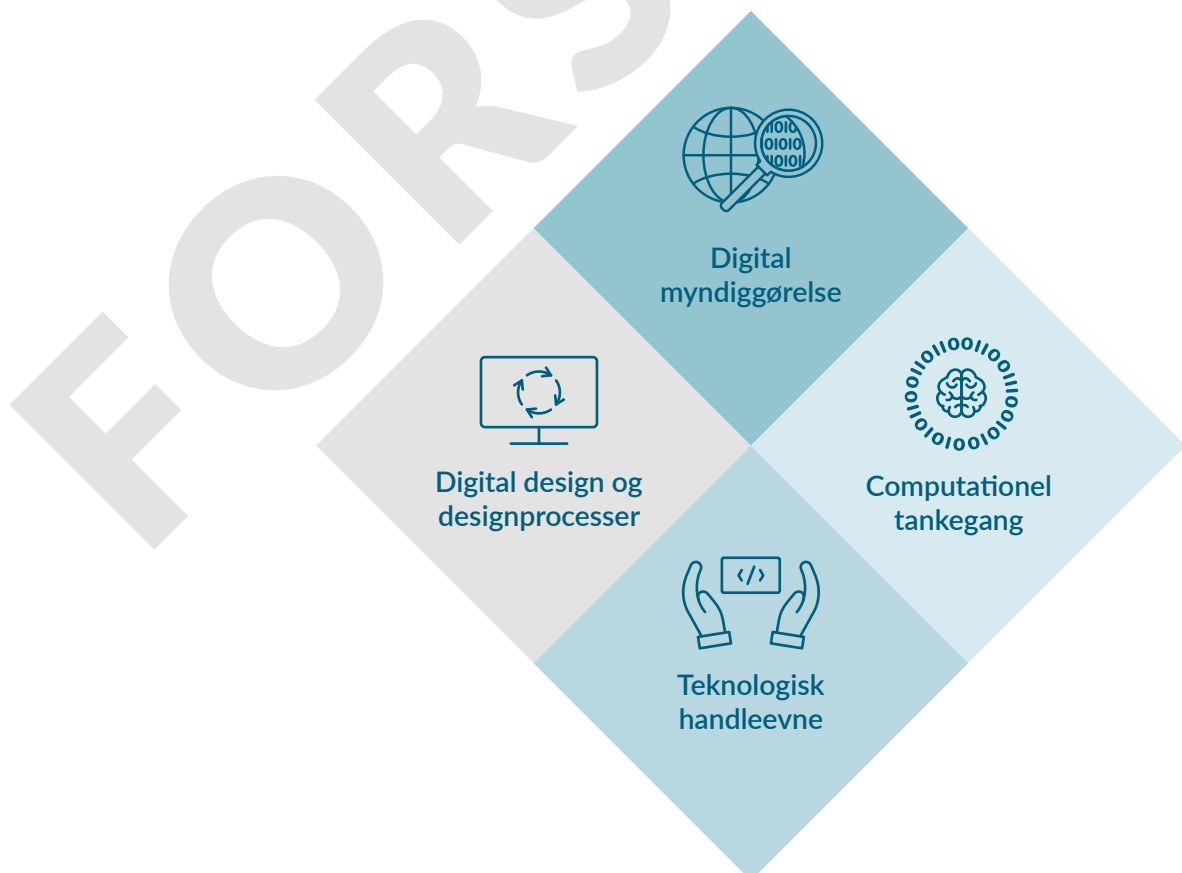 FORS
Digital
myndiggørelse
Digital design og
designprocesser
Computationel
tankegang
Teknologisk
handleevne